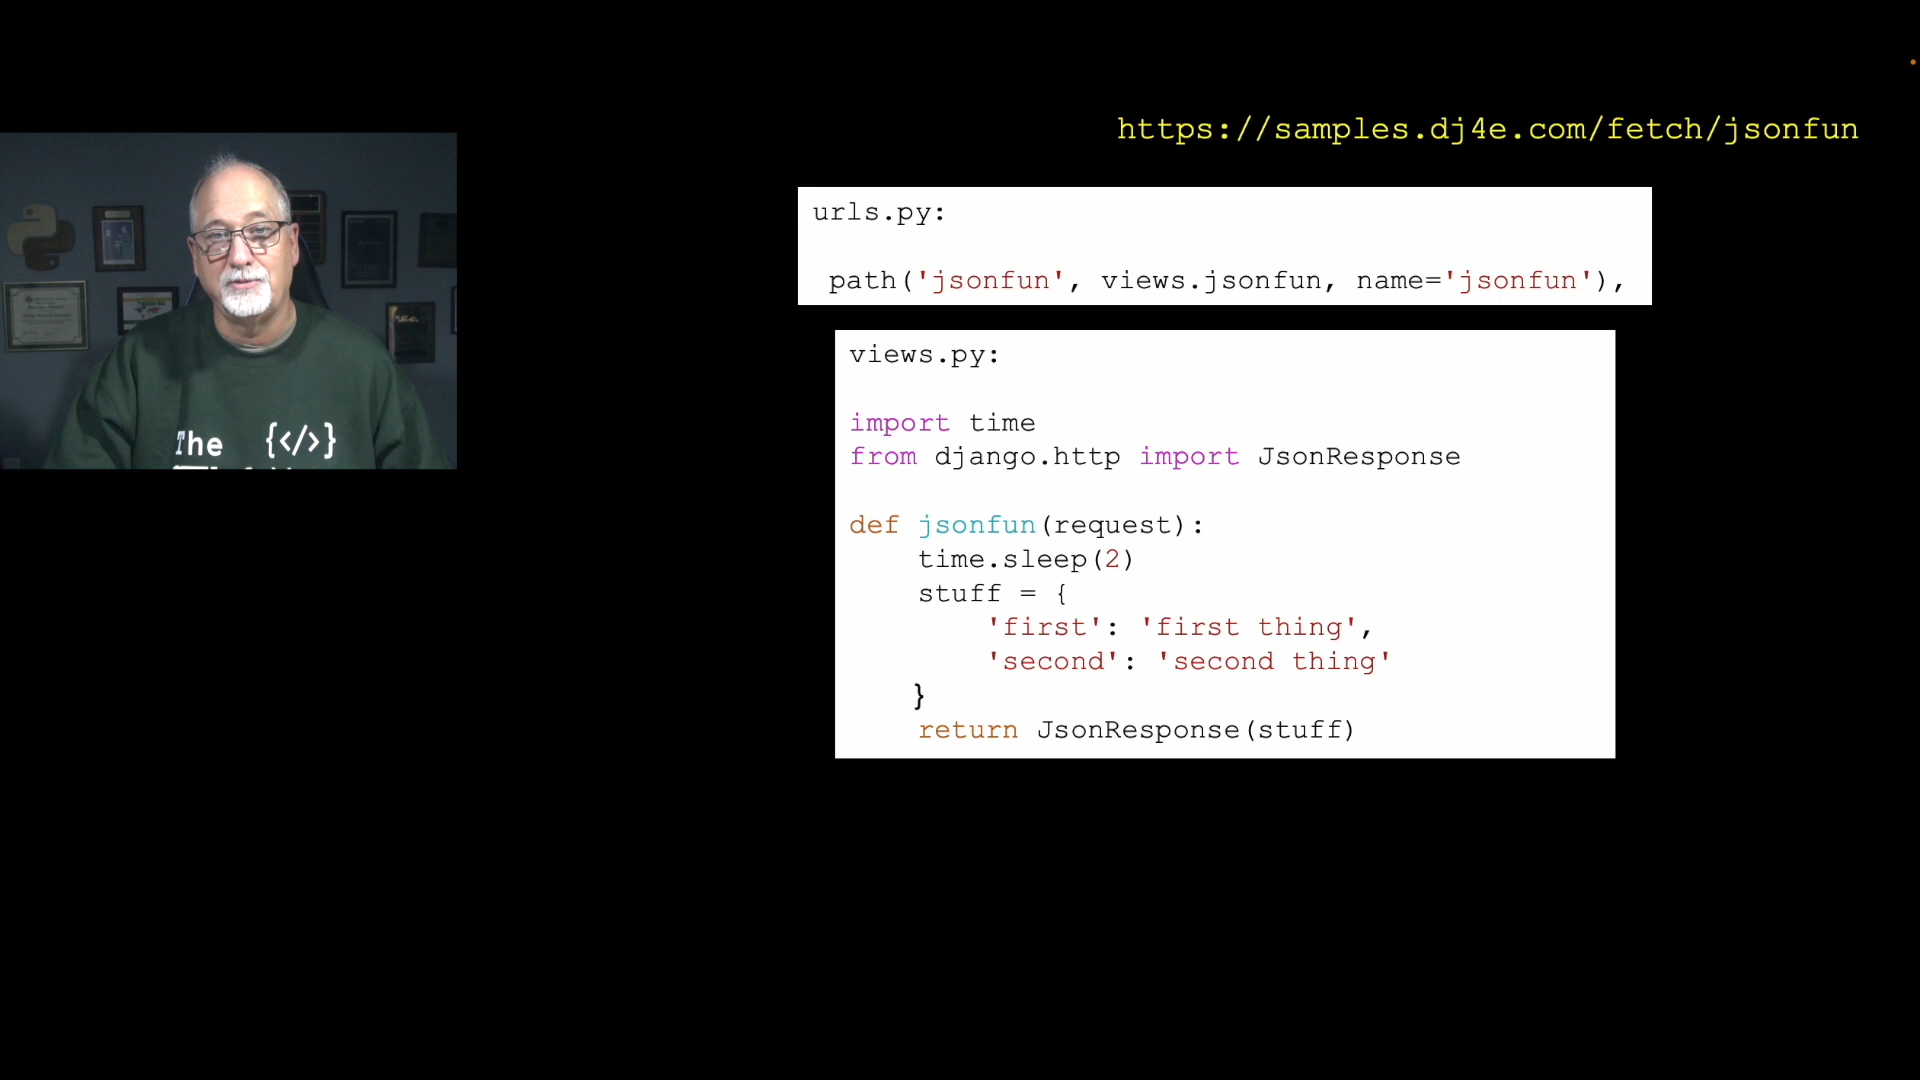 https://samples.dj4e.com/fetch/jsonfun
urls.py:
path('jsonfun', views.jsonfun, name='jsonfun'),
views.py:
import time
from django.http import JsonResponse
def jsonfun(request):
    time.sleep(2)
    stuff = {
        'first': 'first thing',
        'second': 'second thing'
    }
    return JsonResponse(stuff)
The {</>}